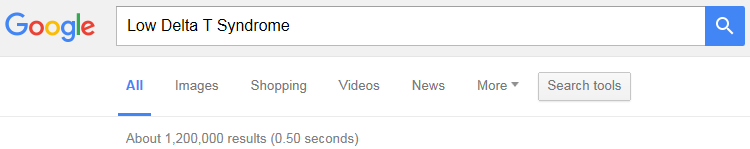 Google Low Delta T Syndrome
All Images Shopping Videos News More Search tools
About 1,200,000 results (0.50 seconds)